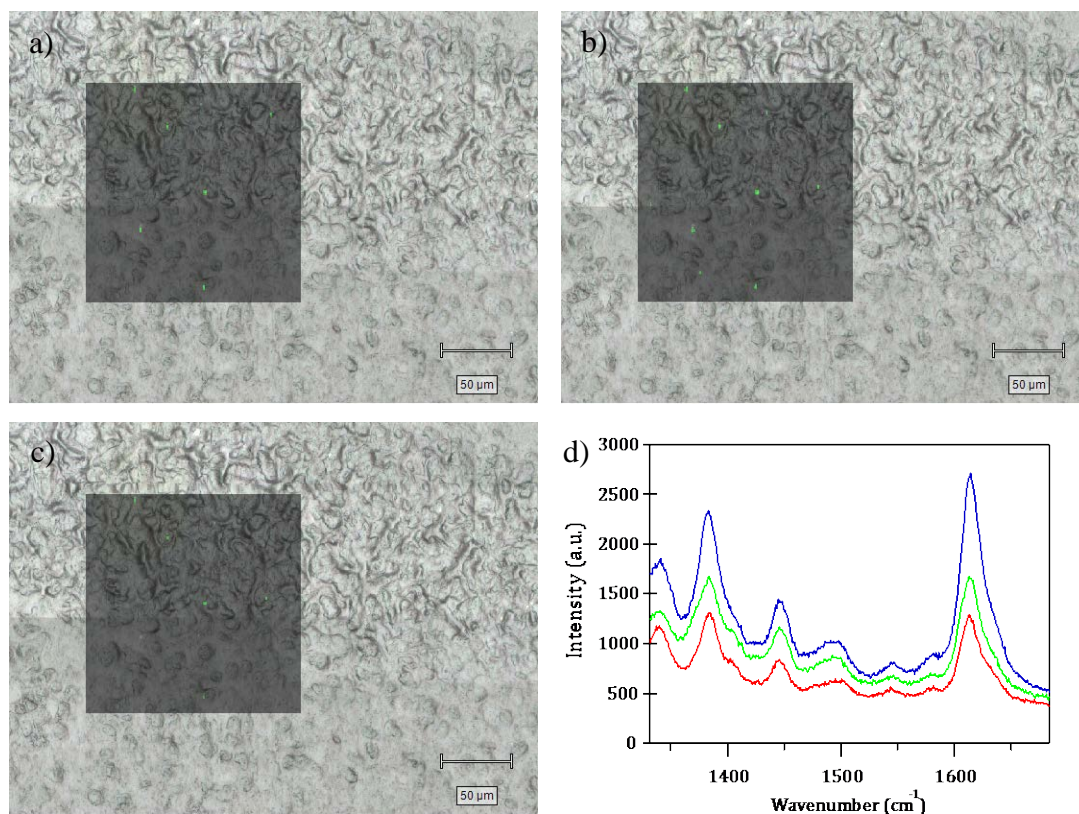 a)
50 µm
b)
50 µm
c)
50 µm
d)
3000
2500
2000
1500
1000
500
0
Intensity (a.u.)
1400
1500
1600
Wavenumber (cm⁻¹)